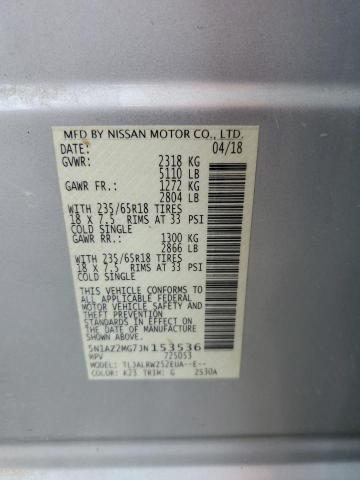 MFD BY NISSAN MOTOR CO., LTD.
DATE: 04/18
GVWR: 2318 KG
5110 LB
GAWR FR: 1272 KG
2804 LB
WITH 235/65R18 TIRES
18 X 7.5 RIMS AT 33 PSI
COLD SINGLE
GAWR RR: 1300 KG
2866 LB
WITH 235/65R18 TIRES
18 X 7.5 RIMS AT 33 PSI
COLD SINGLE
THIS VEHICLE CONFORMS TO
ALL APPLICABLE FEDERAL
MOTOR VEHICLE SAFETY AND
THEFT PREVENTION STANDARDS
IN EFFECT ON THE DATE OF
MANUFACTURE SHOWN ABOVE.
5N1AZ2MG7JN153536
MPV 725053
MODEL: TLJALRWZ52EUA--E--
COLOR: K23 TRIM: G 2530A